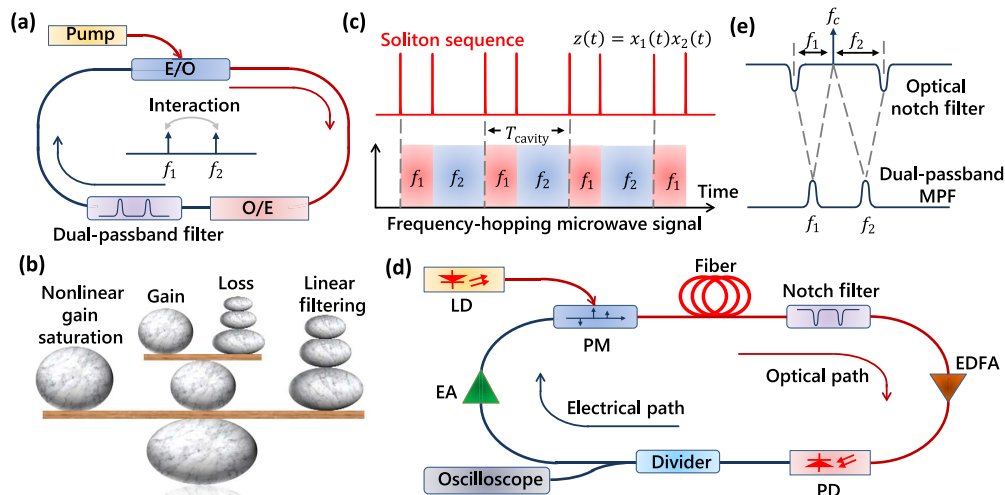 (a)
Pump
E/O
Interaction
f₁ f₂
O/E
Dual-passband filter
(b)
Nonlinear
gain
saturation
Gain
Loss
Linear
filtering
(c)
Soliton sequence
z(t) = x₁(t)x₂(t)
T_cavity
f₁ f₂ f₁ f₂ f₁ f₂ f₁
Time
Frequency-hopping microwave signal
(e)
f_c
f₁ f₂
Optical
notch filter
Dual-passband
MPF
f₁ f₂
(d)
LD
Fiber
Notch filter
PM
EDFA
EA
Optical path
Electrical path
Divider
Oscilloscope
PD